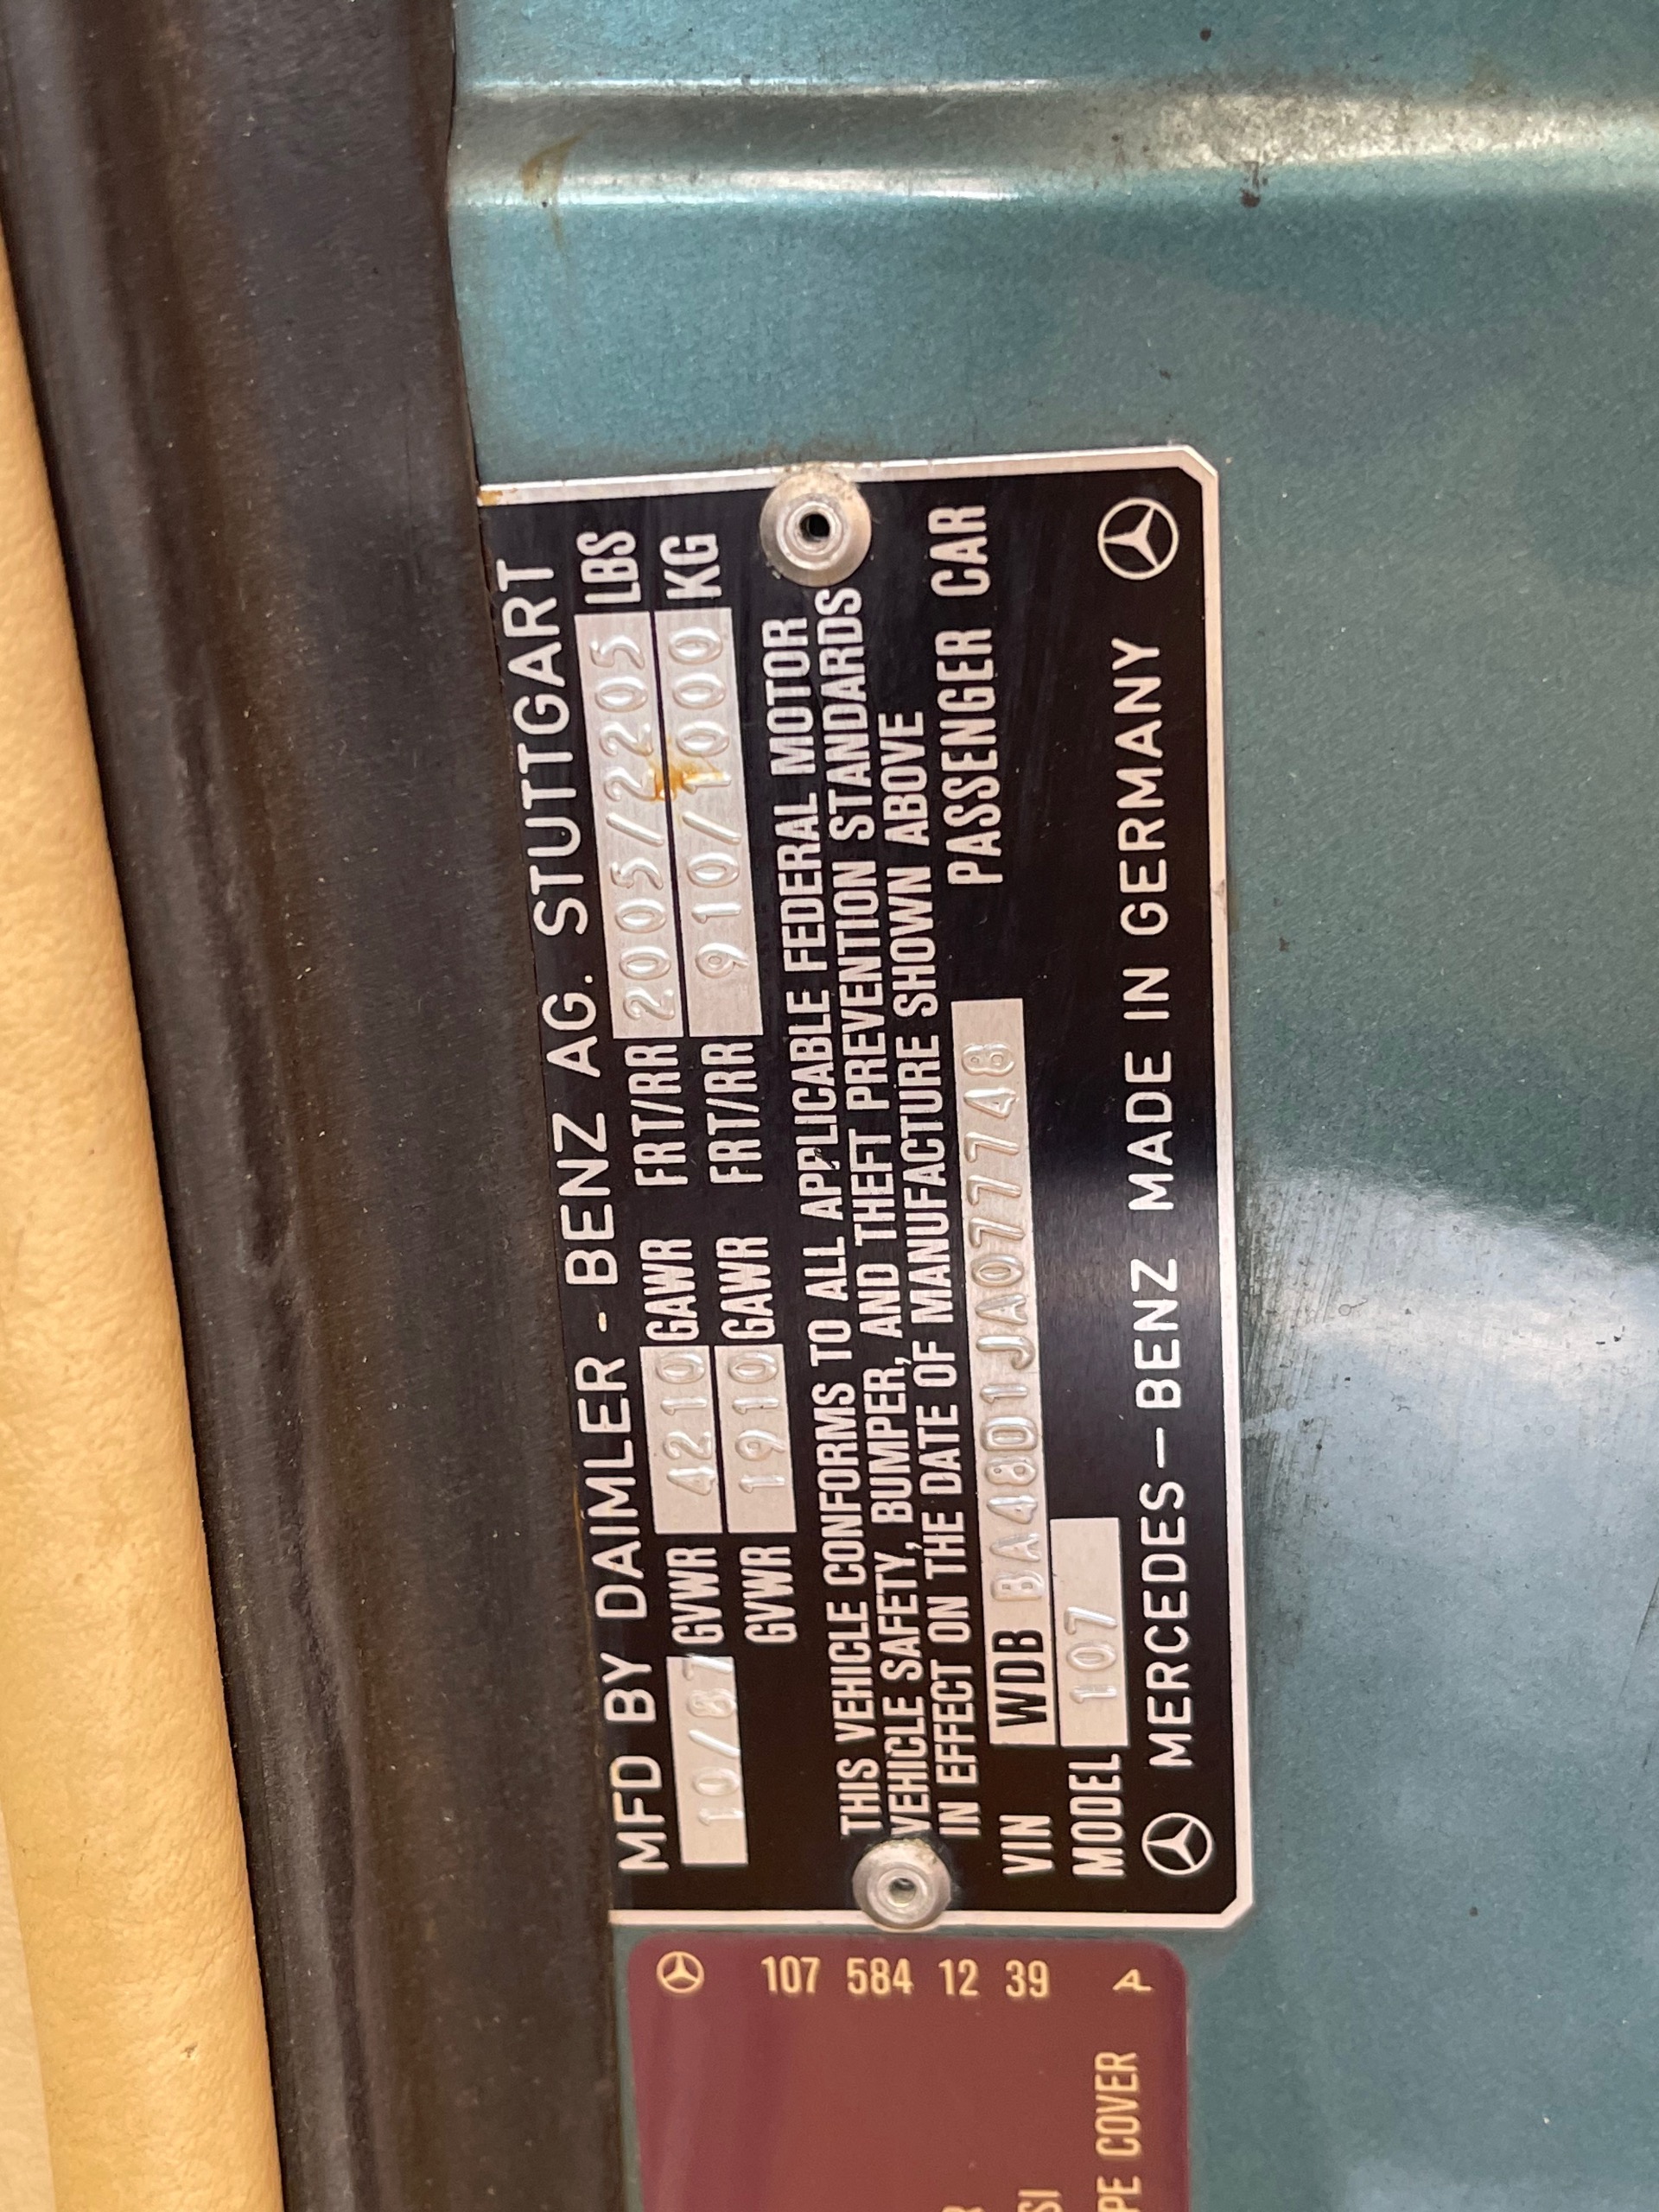 MFD BY DAIMLER - BENZ AG. STUTTGART
10/87 GVWR 4210 GAWR FRT/RR 2005/2205 LBS
GVWR 1910 GAWR FRT/RR 910/1000 KG
THIS VEHICLE CONFORMS TO ALL APPLICABLE FEDERAL MOTOR
VEHICLE SAFETY, BUMPER, AND THEFT PREVENTION STANDARDS
IN EFFECT ON THE DATE OF MANUFACTURE SHOWN ABOVE
VIN WDB BA48D1JA077748 PASSENGER CAR
MODEL 107
MERCEDES—BENZ MADE IN GERMANY
107 584 12 39 A
PE COVER